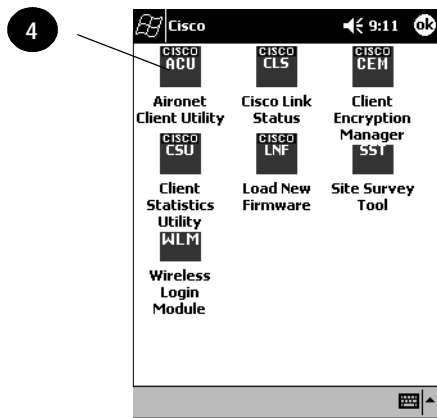 4
Cisco 9:11 ok
CISCO CISCO CISCO
ACU CLS CEM
Aironet Cisco Link Client
Client Utility Status Encryption
Manager
CISCO CISCO SST
CSU LNF
Client Load New Site Survey
Statistics Firmware Tool
Utility
WLM
Wireless
Login
Module